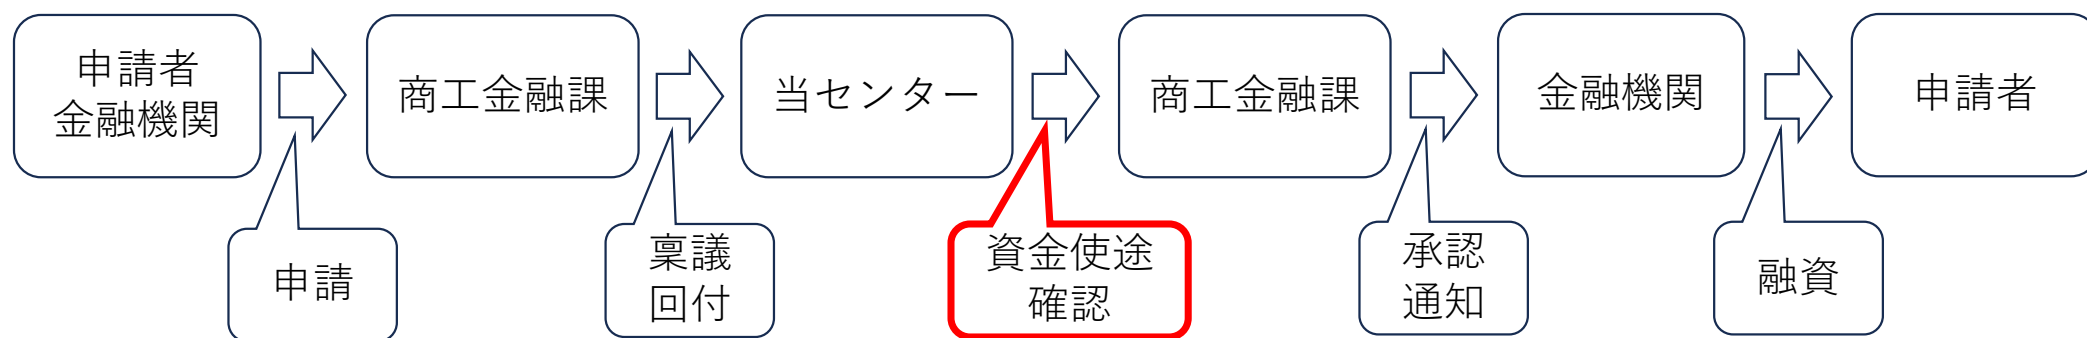 申請者
金融機関
商工金融課
当センター
商工金融課
金融機関
申請者
申請
稟議
回付
資金使途
確認
承認
通知
融資